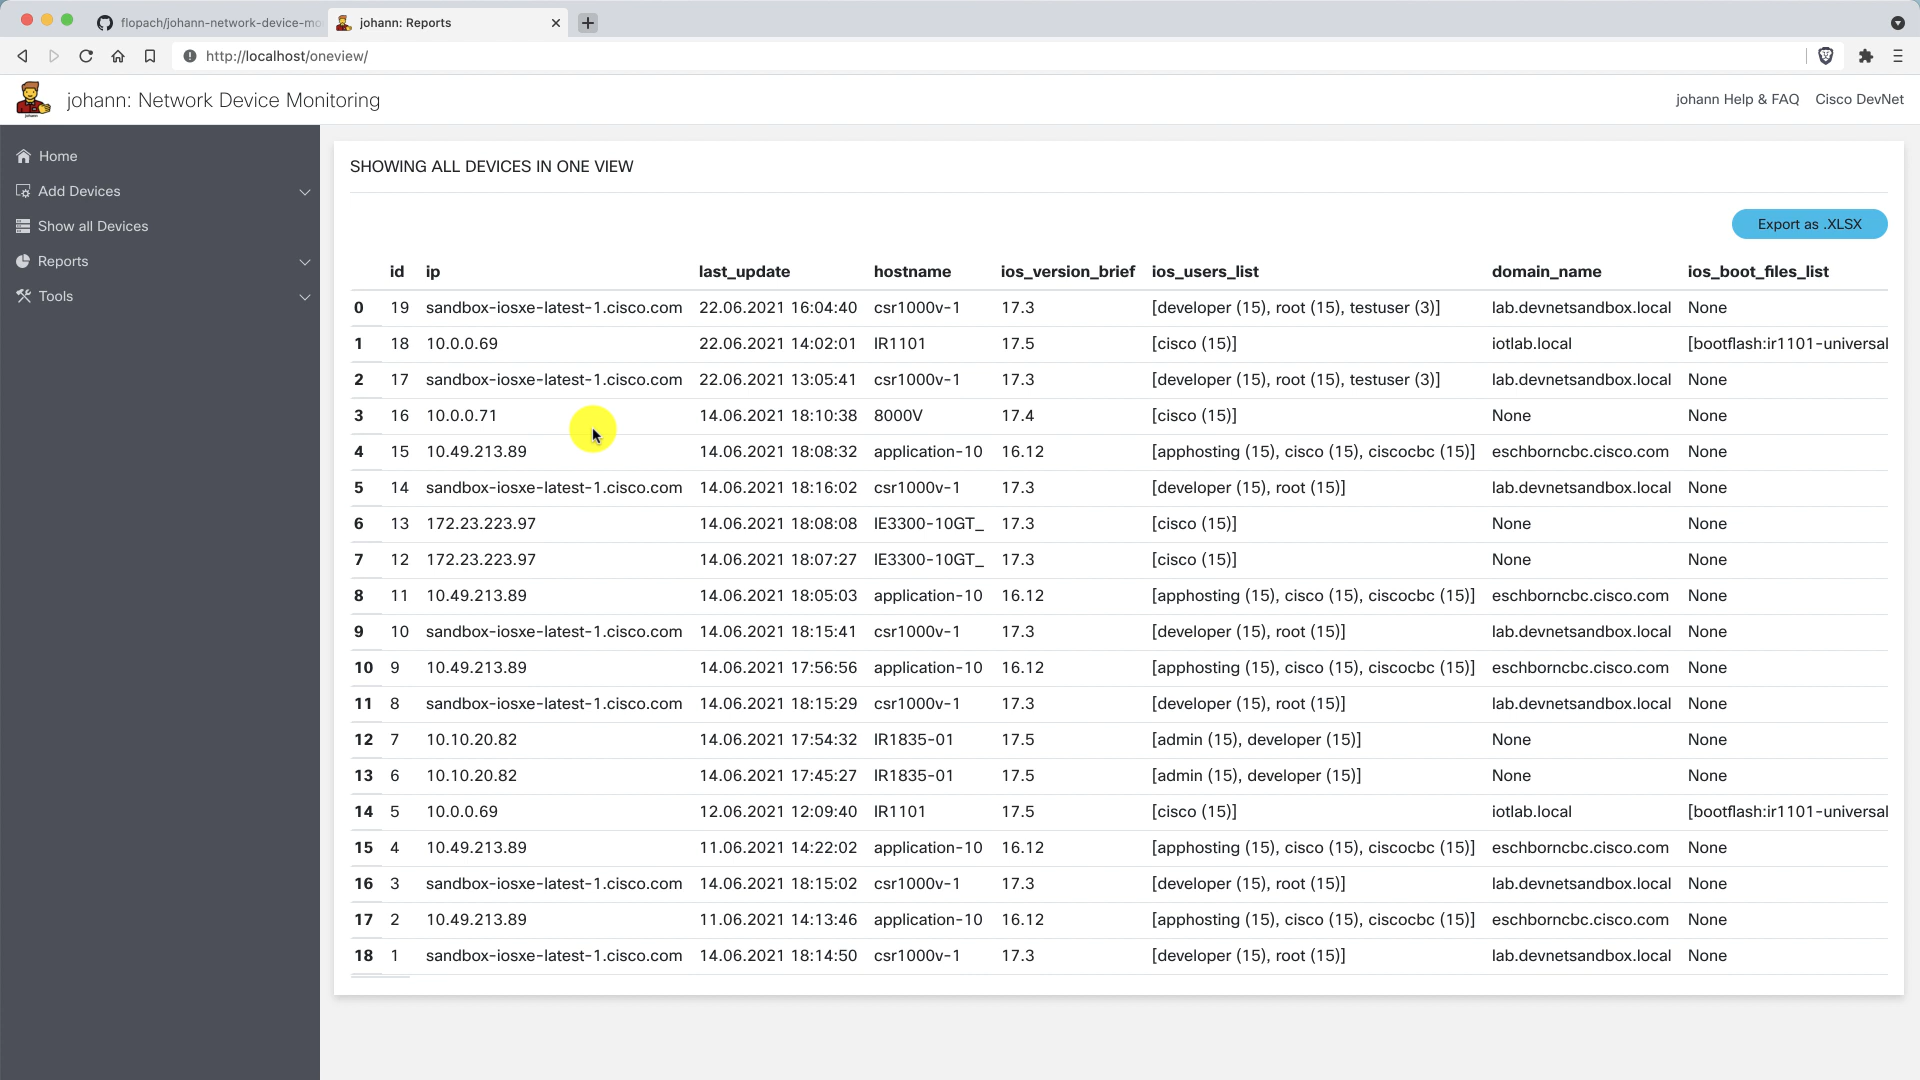 flopach/johann-network-device-mo
johann: Reports
http://localhost/oneview/
johann: Network Device Monitoring
johann Help & FAQ Cisco DevNet
Home
Add Devices
Show all Devices
Reports
Tools
SHOWING ALL DEVICES IN ONE VIEW
Export as .XLSX
id ip last_update hostname ios_version_brief ios_users_list domain_name ios_boot_files_list
0 19 sandbox-iosxe-latest-1.cisco.com 22.06.2021 16:04:40 csr1000v-1 17.3 [developer (15), root (15), testuser (3)] lab.devnetsandbox.local None
1 18 10.0.0.69 22.06.2021 14:02:01 IR1101 17.5 [cisco (15)] iotlab.local [bootflash:ir1101-universal
2 17 sandbox-iosxe-latest-1.cisco.com 22.06.2021 13:05:41 csr1000v-1 17.3 [developer (15), root (15), testuser (3)] lab.devnetsandbox.local None
3 16 10.0.0.71 14.06.2021 18:10:38 8000V 17.4 [cisco (15)] None None
4 15 10.49.213.89 14.06.2021 18:08:32 application-10 16.12 [apphosting (15), cisco (15), ciscocbc (15)] eschborncbc.cisco.com None
5 14 sandbox-iosxe-latest-1.cisco.com 14.06.2021 18:16:02 csr1000v-1 17.3 [developer (15), root (15)] lab.devnetsandbox.local None
6 13 172.23.223.97 14.06.2021 18:08:08 IE3300-10GT_ 17.3 [cisco (15)] None None
7 12 172.23.223.97 14.06.2021 18:07:27 IE3300-10GT_ 17.3 [cisco (15)] None None
8 11 10.49.213.89 14.06.2021 18:05:03 application-10 16.12 [apphosting (15), cisco (15), ciscocbc (15)] eschborncbc.cisco.com None
9 10 sandbox-iosxe-latest-1.cisco.com 14.06.2021 18:15:41 csr1000v-1 17.3 [developer (15), root (15)] lab.devnetsandbox.local None
10 9 10.49.213.89 14.06.2021 17:56:56 application-10 16.12 [apphosting (15), cisco (15), ciscocbc (15)] eschborncbc.cisco.com None
11 8 sandbox-iosxe-latest-1.cisco.com 14.06.2021 18:15:29 csr1000v-1 17.3 [developer (15), root (15)] lab.devnetsandbox.local None
12 7 10.10.20.82 14.06.2021 17:54:32 IR1835-01 17.5 [admin (15), developer (15)] None None
13 6 10.10.20.82 14.06.2021 17:45:27 IR1835-01 17.5 [admin (15), developer (15)] None None
14 5 10.0.0.69 12.06.2021 12:09:40 IR1101 17.5 [cisco (15)] iotlab.local [bootflash:ir1101-universal
15 4 10.49.213.89 11.06.2021 14:22:02 application-10 16.12 [apphosting (15), cisco (15), ciscocbc (15)] eschborncbc.cisco.com None
16 3 sandbox-iosxe-latest-1.cisco.com 14.06.2021 18:15:02 csr1000v-1 17.3 [developer (15), root (15)] lab.devnetsandbox.local None
17 2 10.49.213.89 11.06.2021 14:13:46 application-10 16.12 [apphosting (15), cisco (15), ciscocbc (15)] eschborncbc.cisco.com None
18 1 sandbox-iosxe-latest-1.cisco.com 14.06.2021 18:14:50 csr1000v-1 17.3 [developer (15), root (15)] lab.devnetsandbox.local None